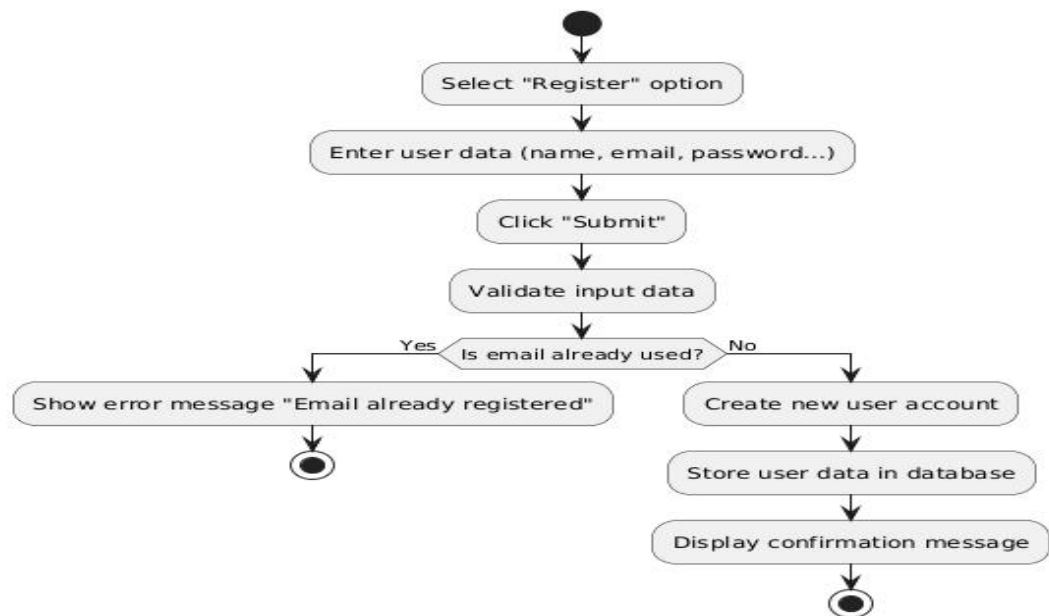 Select "Register" option
Enter user data (name, email, password...)
Click "Submit"
Validate input data
Yes
Is email already used?
No
Show error message "Email already registered"
Create new user account
Store user data in database
Display confirmation message